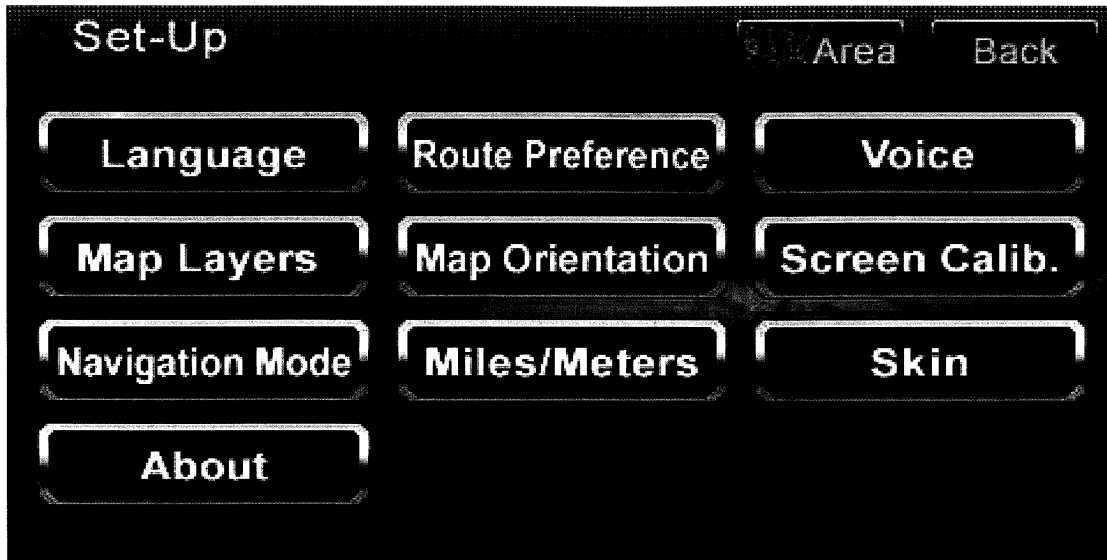 Set-Up
Area
Back
Language
Route Preference
Voice
Map Layers
Map Orientation
Screen Calib.
Navigation Mode
Miles/Meters
Skin
About